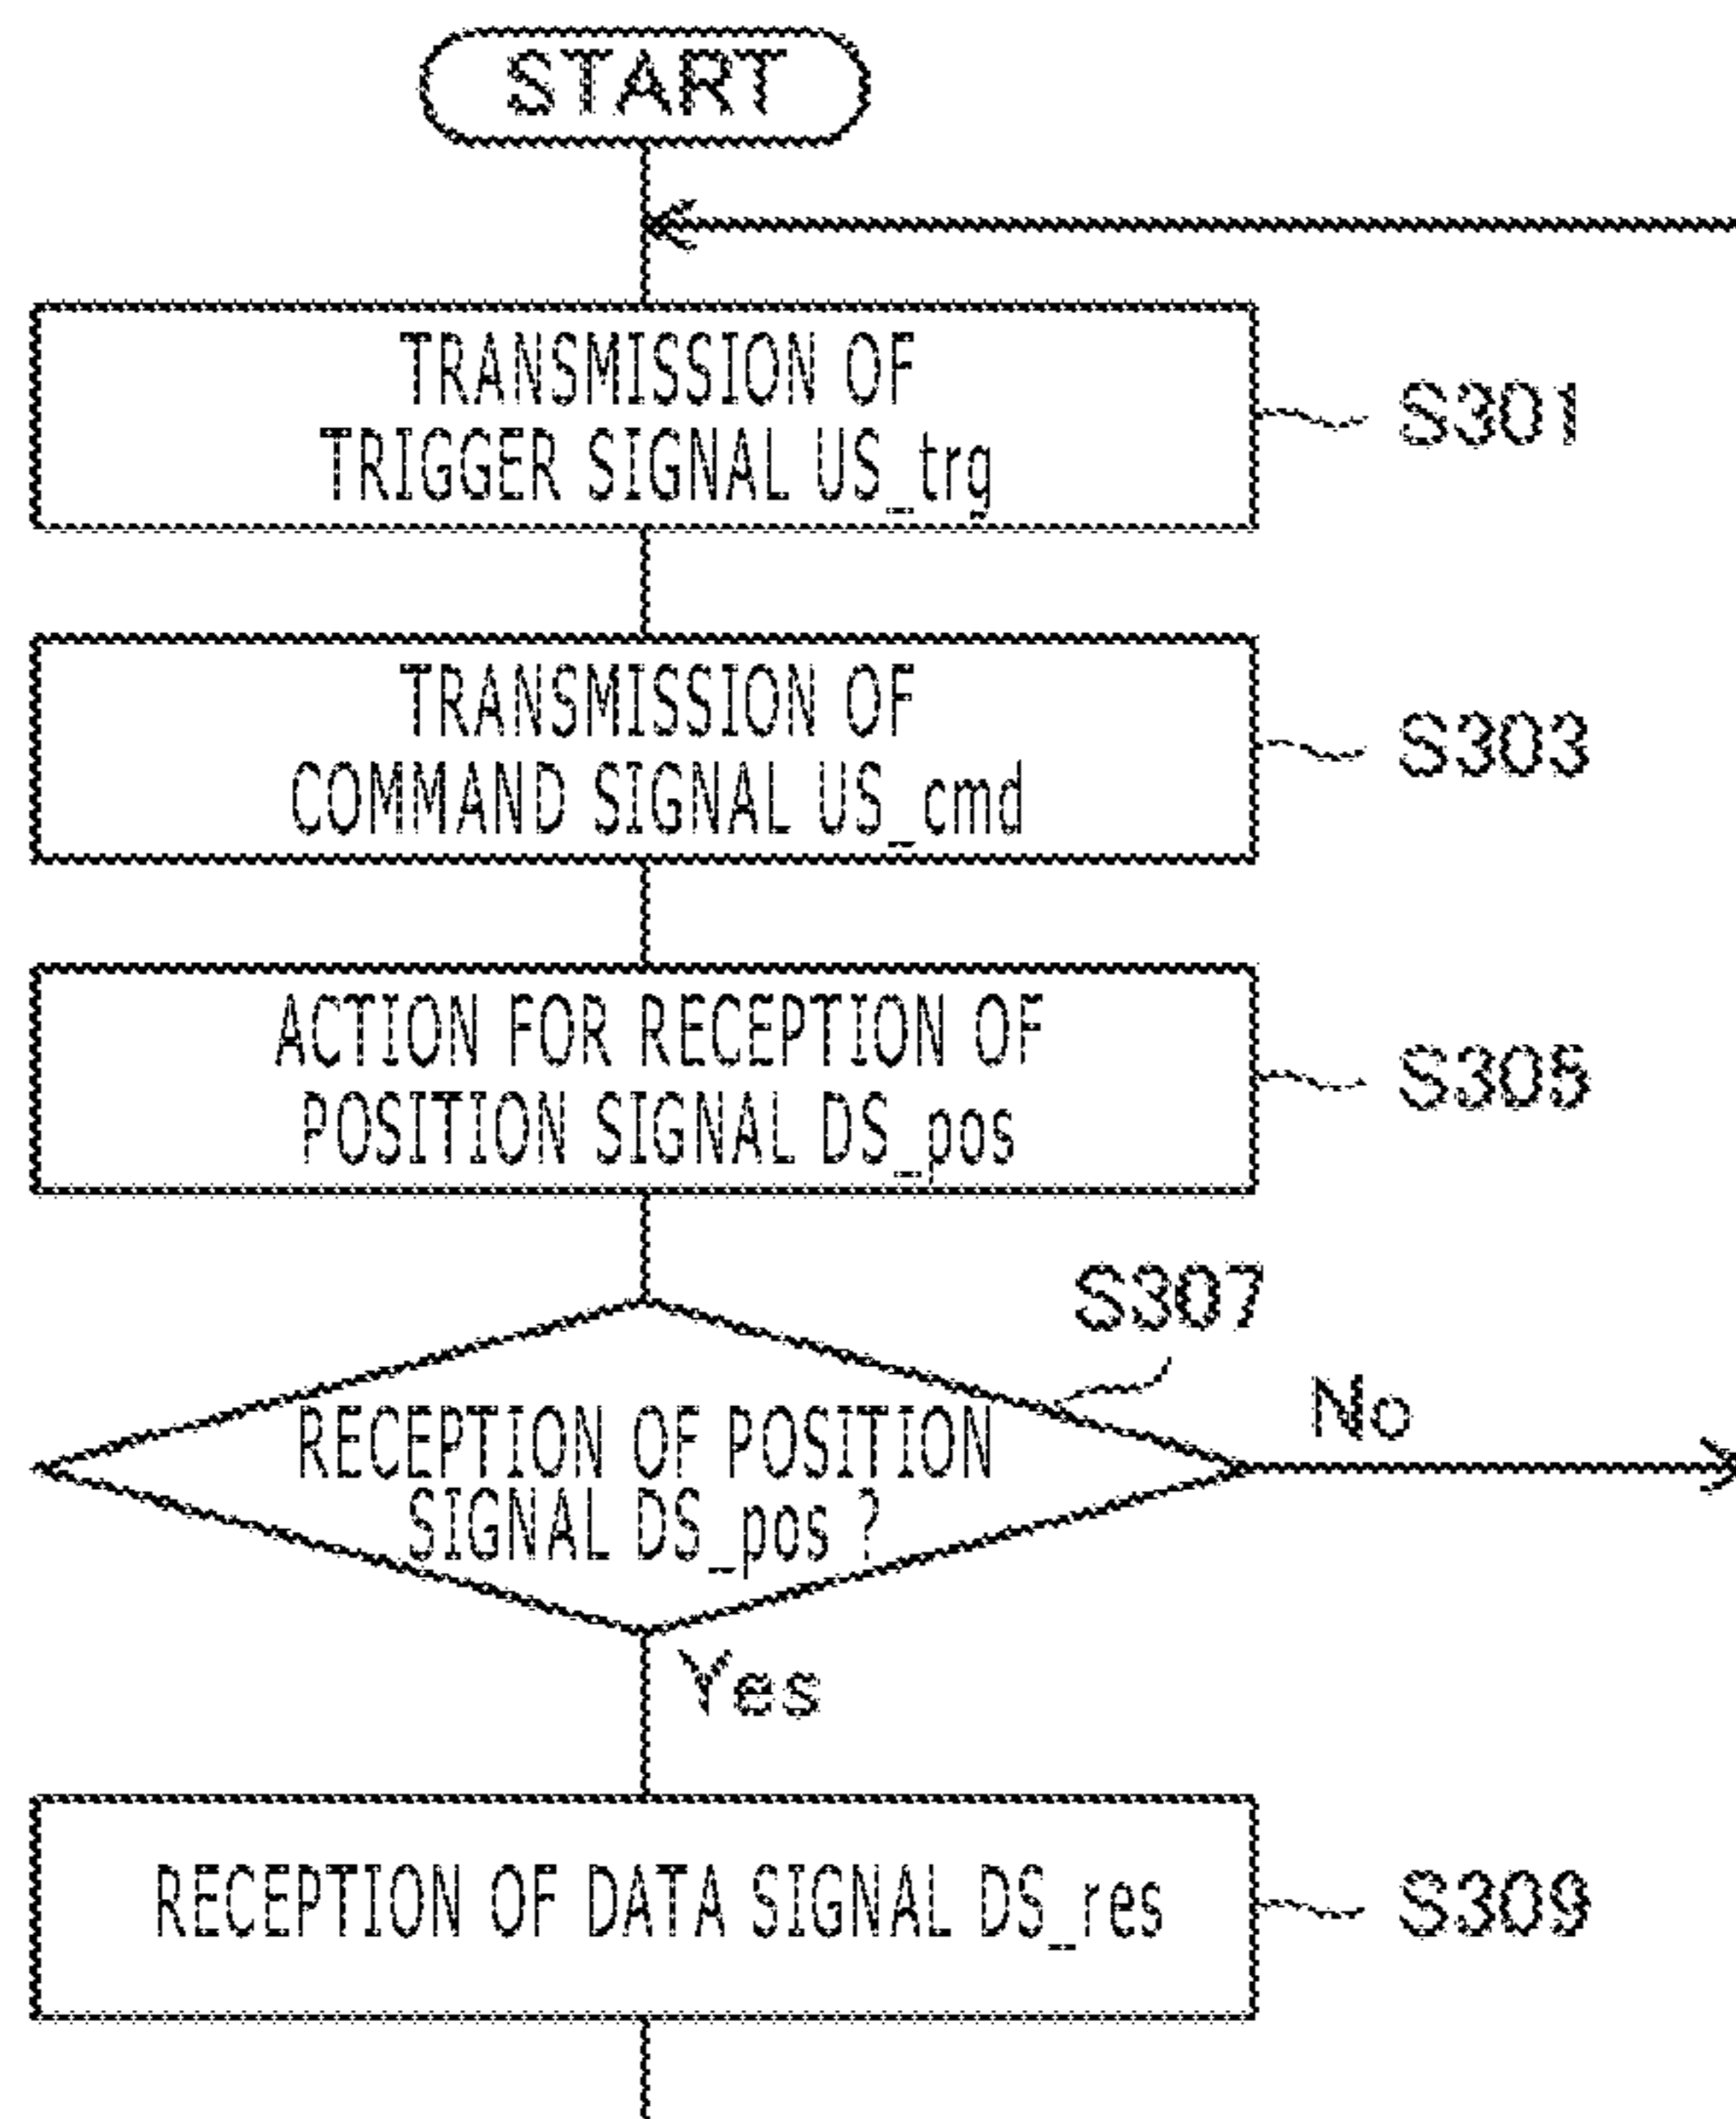 START
TRANSMISSION OF
TRIGGER SIGNAL US_trg
S301
TRANSMISSION OF
COMMAND SIGNAL US_cmd
S303
ACTION FOR RECEPTION OF
POSITION SIGNAL DS_pos
S305
S307
RECEPTION OF POSITION
SIGNAL DS_pos ?
No
Yes
RECEPTION OF DATA SIGNAL DS_res
S309